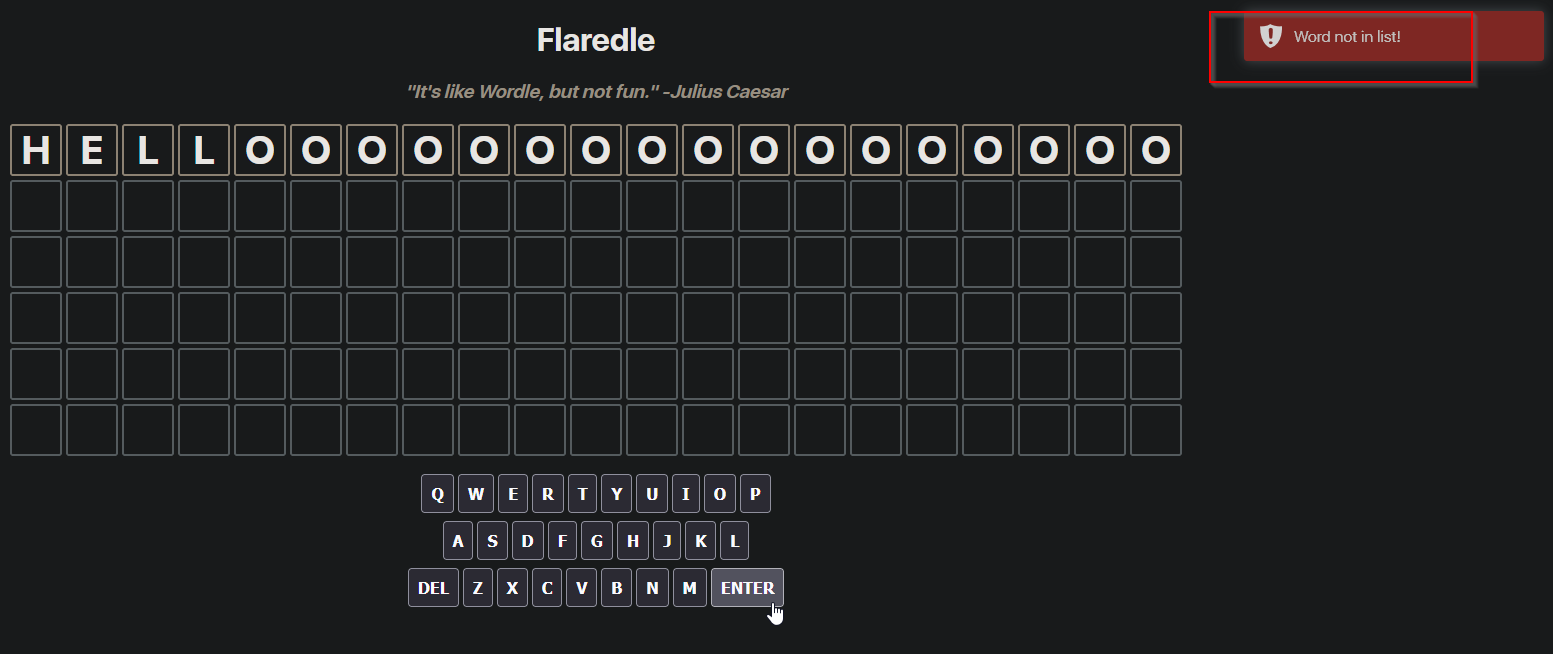 Flaredle
Word not in list!
"It's like Wordle, but not fun." -Julius Caesar
H E L L O O O O O O O O O O O O O O O O O
Q W E R T Y U I O P
A S D F G H J K L
DEL Z X C V B N M ENTER